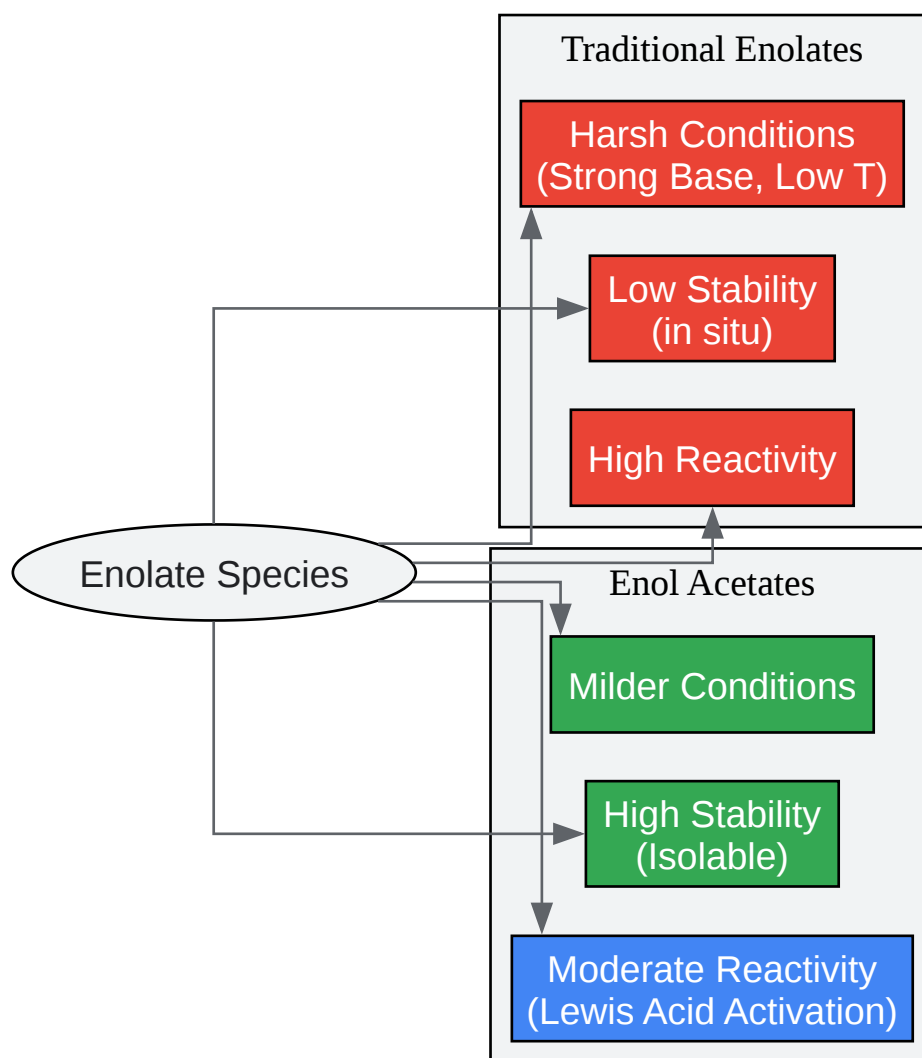 Traditional Enolates
Harsh Conditions
(Strong Base, Low T)
Low Stability
(in situ)
High Reactivity
Enolate Species
Enol Acetates
Milder Conditions
High Stability
(Isolable)
Moderate Reactivity
(Lewis Acid Activation)